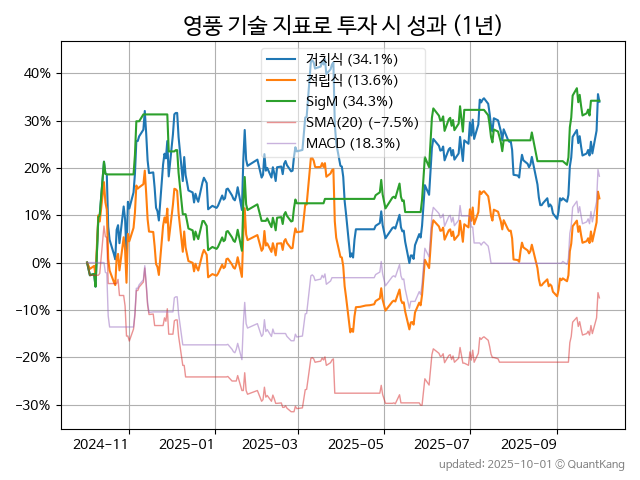 영풍 기술 지표로 투자 시 성과 (1년)
거치식 (34.1%)
적립식 (13.6%)
SigM (34.3%)
SMA(20) (−7.5%)
MACD (18.3%)
40%
30%
20%
10%
0%
−10%
−20%
−30%
2024-11 2025-01 2025-03 2025-05 2025-07 2025-09
updated: 2025-10-01 © QuantKang